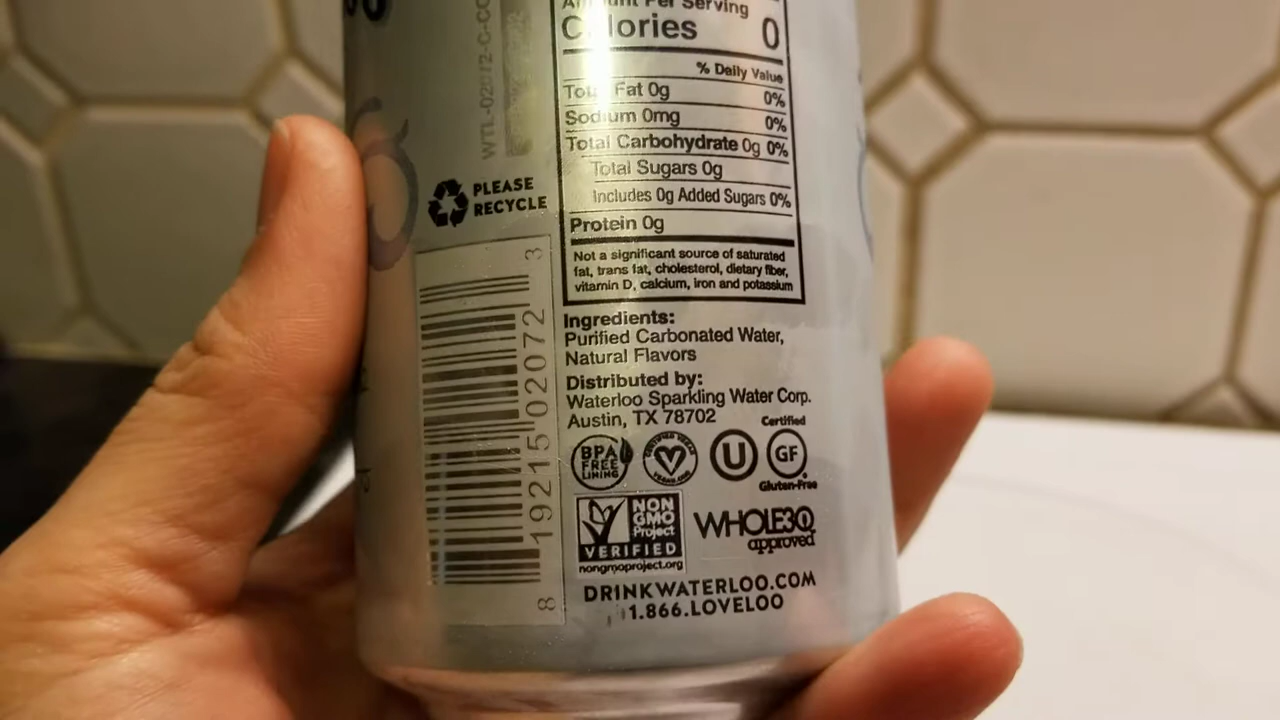 Amount Per Serving
Calories 0
% Daily Value
Total Fat 0g 0%
Sodium 0mg 0%
Total Carbohydrate 0g 0%
Total Sugars 0g
Includes 0g Added Sugars 0%
Protein 0g
Not a significant source of saturated
fat, trans fat, cholesterol, dietary fiber,
vitamin D, calcium, iron and potassium
PLEASE
RECYCLE
8 19215 02072 3
Ingredients:
Purified Carbonated Water,
Natural Flavors
Distributed by:
Waterloo Sparkling Water Corp.
Austin, TX 78702
BPA
FREE
LINING
CERTIFIED VEGAN
VEGAN.ORG
U
Certified
GF
Gluten-Free
NON
GMO
Project
VERIFIED
nongmoproject.org
WHOLE30
approved
DRINKWATERLOO.COM
1.866.LOVELOO